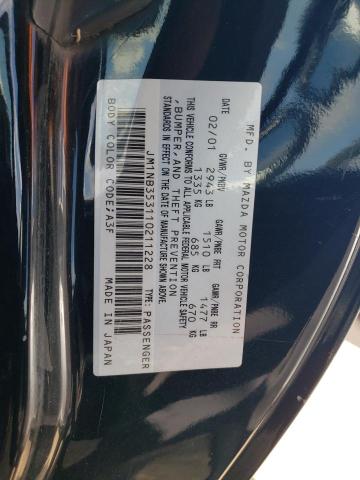 MFD. BY MAZDA MOTOR CORPORATION
DATE GVWR/PNBV GAWR/PNBE FRT GAWR/PNBE RR
02/01 2943 LB 1510 LB 1477 LB
1335 KG 685 KG 670 KG
THIS VEHICLE CONFORMS TO ALL APPLICABLE FEDERAL MOTOR VEHICLE SAFETY
,BUMPER, AND THEFT PREVENTION
STANDARDS IN EFFECT ON THE DATE OF MANUFACTURE SHOWN ABOVE.
JM1NB353110211228 TYPE: PASSENGER
BODY COLOR CODE/A3F MADE IN JAPAN